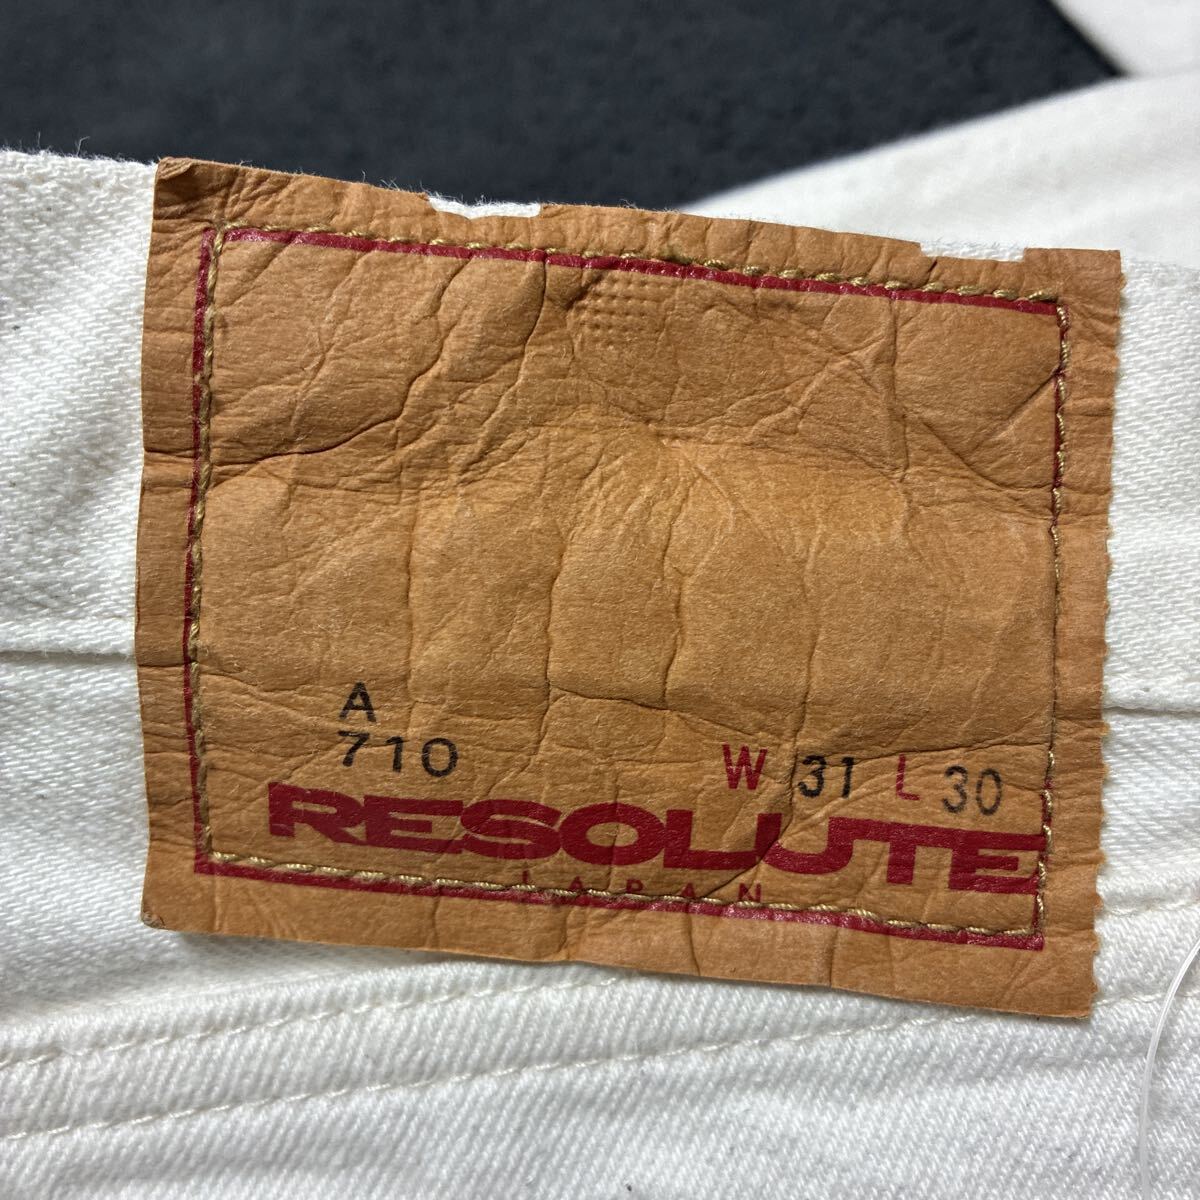 A
710 W 31 L 30
RESOLUTE
JAPAN